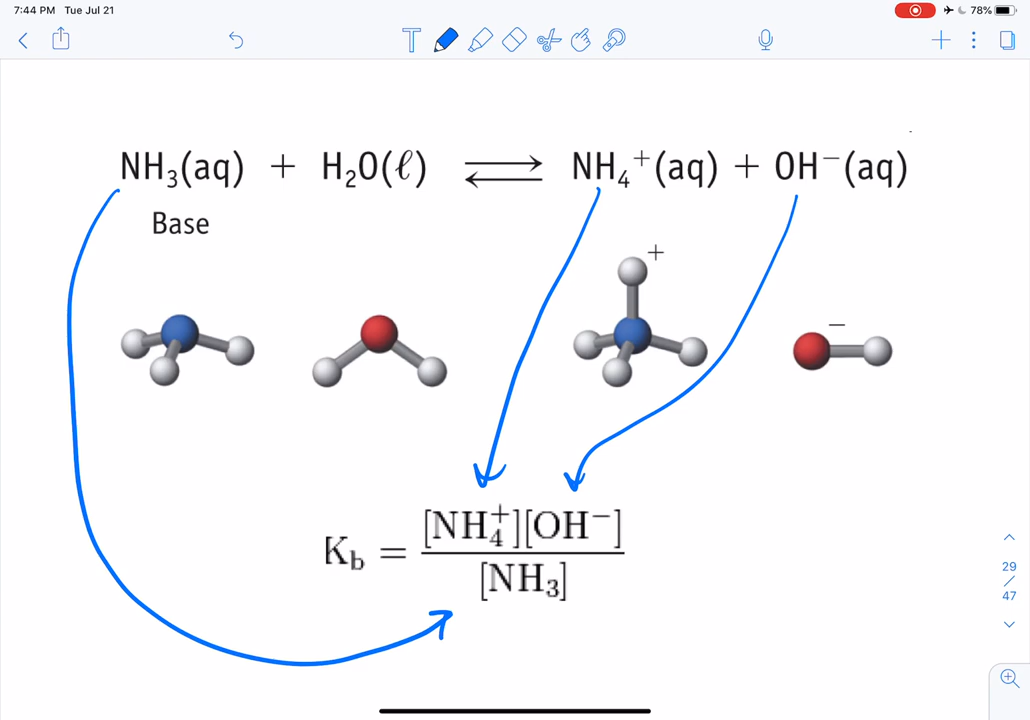 7:44 PM Tue Jul 21 78%
T
NH₃(aq) + H₂O(ℓ) ⇌ NH₄⁺(aq) + OH⁻(aq)
Base
+
−
K_b = [NH₄⁺][OH⁻] / [NH₃]
29
/
47